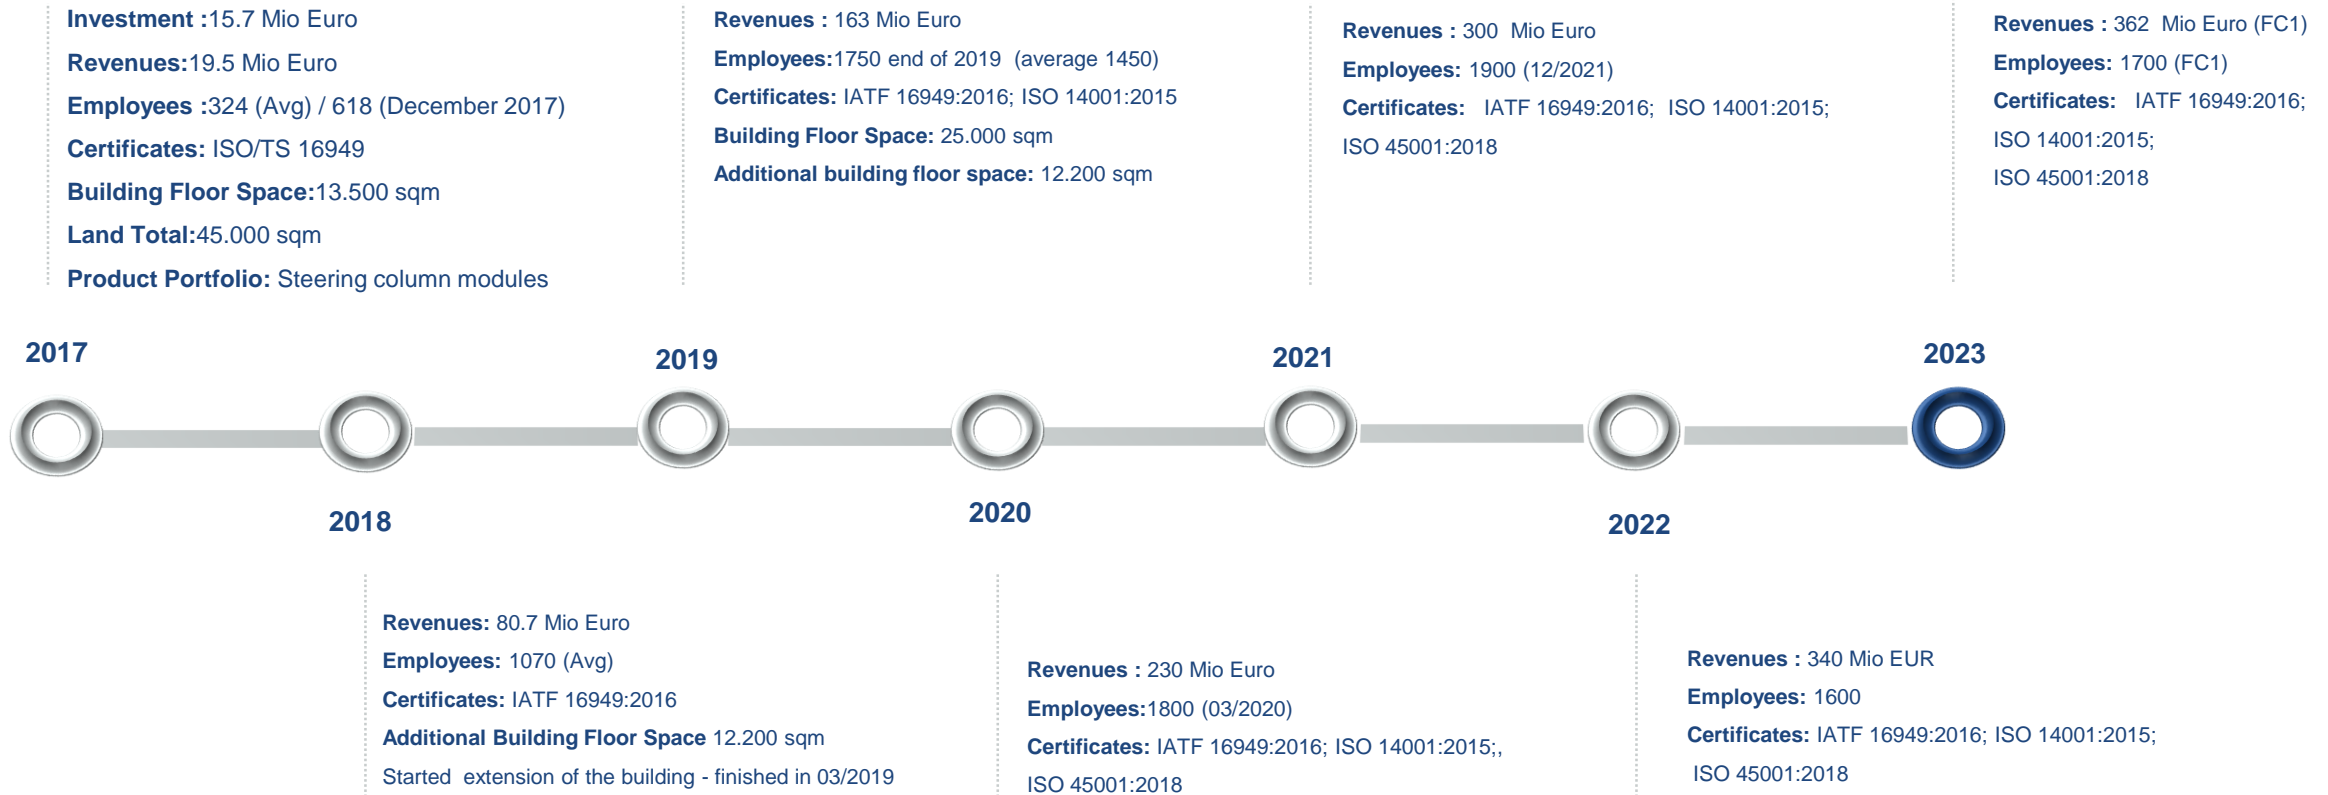 Investment :15.7 Mio Euro
Revenues:19.5 Mio Euro
Employees :324 (Avg) / 618 (December 2017)
Certificates: ISO/TS 16949
Building Floor Space:13.500 sqm
Land Total:45.000 sqm
Product Portfolio: Steering column modules
Revenues : 163 Mio Euro
Employees:1750 end of 2019 (average 1450)
Certificates: IATF 16949:2016; ISO 14001:2015
Building Floor Space: 25.000 sqm
Additional building floor space: 12.200 sqm
Revenues : 300 Mio Euro
Employees: 1900 (12/2021)
Certificates: IATF 16949:2016; ISO 14001:2015;
ISO 45001:2018
Revenues : 362 Mio Euro (FC1)
Employees: 1700 (FC1)
Certificates: IATF 16949:2016;
ISO 14001:2015;
ISO 45001:2018
2017
2019
2021
2023
2018
2020
2022
Revenues: 80.7 Mio Euro
Employees: 1070 (Avg)
Certificates: IATF 16949:2016
Additional Building Floor Space 12.200 sqm
Started extension of the building - finished in 03/2019
Revenues : 230 Mio Euro
Employees:1800 (03/2020)
Certificates: IATF 16949:2016; ISO 14001:2015;,
ISO 45001:2018
Revenues : 340 Mio EUR
Employees: 1600
Certificates: IATF 16949:2016; ISO 14001:2015;
ISO 45001:2018